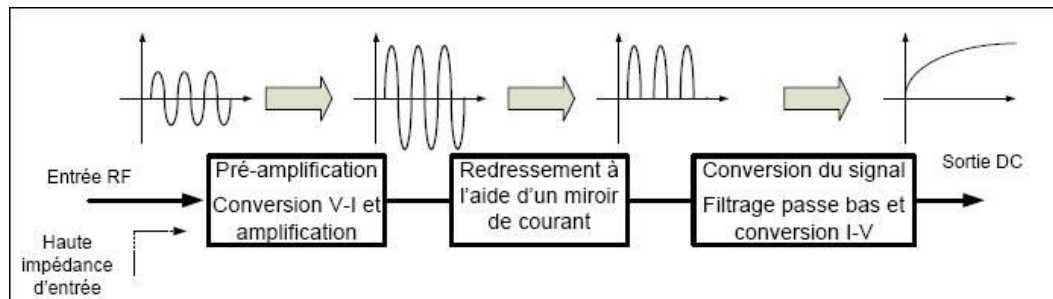 Entrée RF
Haute
impédance
d'entrée
Pré-amplification
Conversion V-I et
amplification
Redressement à
l'aide d'un miroir
de courant
Conversion du signal
Filtrage passe bas et
conversion I-V
Sortie DC